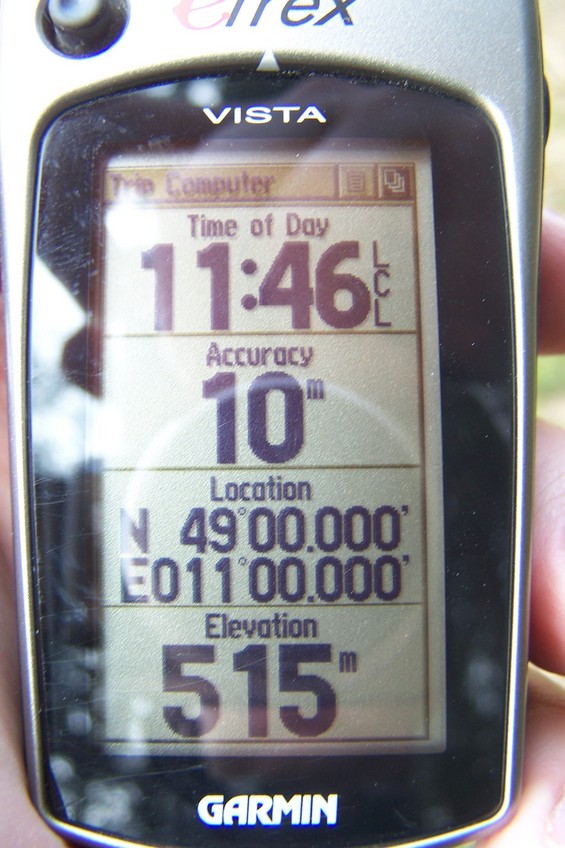 eTrex
VISTA
Trip Computer
Time of Day
11:46 LCL
Accuracy
10m
Location
N 49°00.000'
E011°00.000'
Elevation
515m
GARMIN